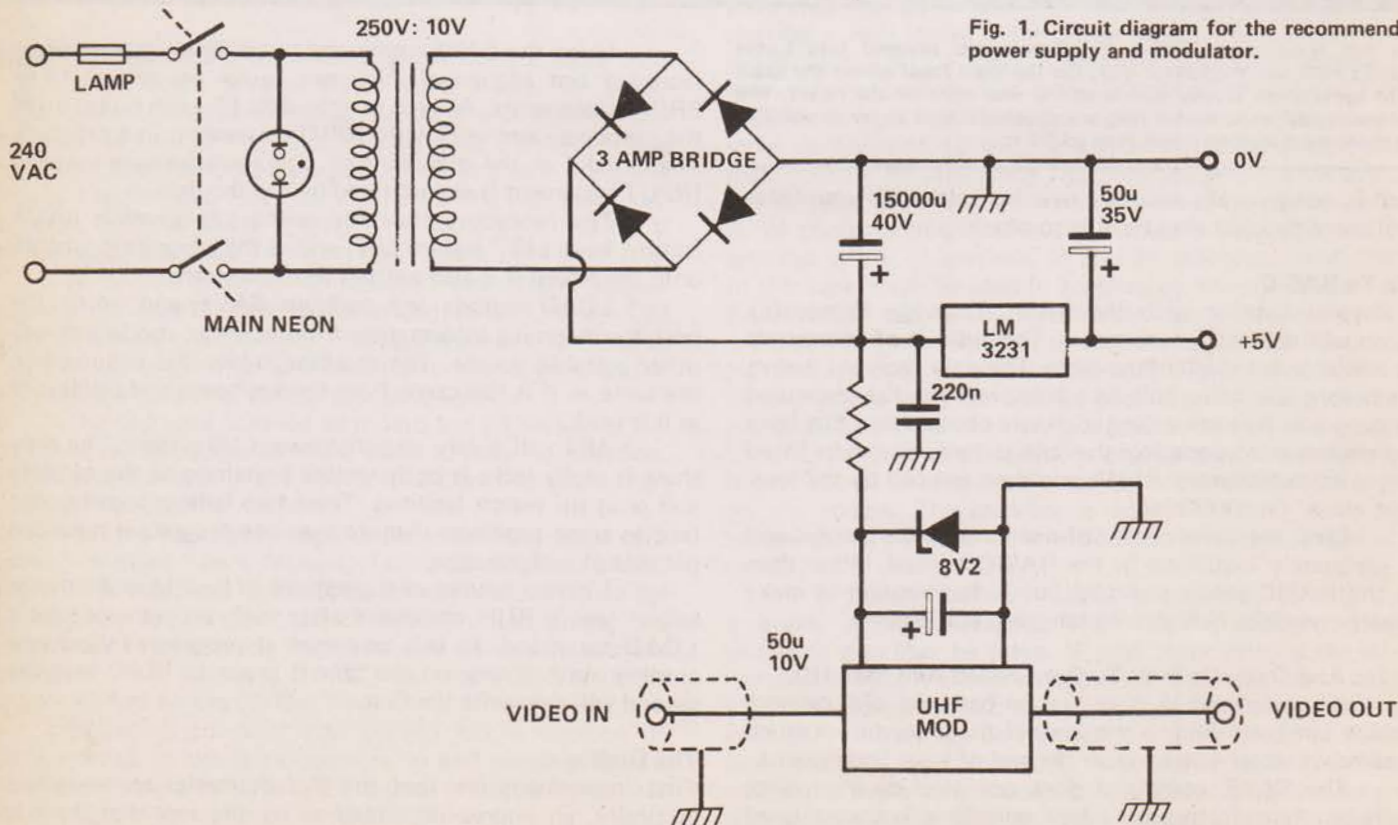 Fig. 1. Circuit diagram for the recommend
power supply and modulator.
250V: 10V
LAMP
240
VAC
MAIN NEON
3 AMP BRIDGE
0V
15000u
40V
50u
35V
+
+
LM
3231
+5V
220n
8V2
+
50u
10V
UHF
MOD
VIDEO IN
VIDEO OUT